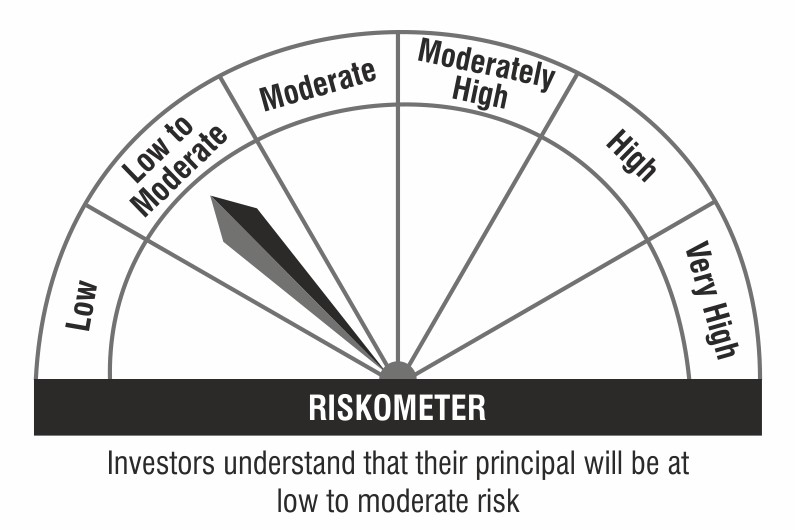 Low
Low to
Moderate
Moderate
Moderately
High
High
Very High
RISKOMETER
Investors understand that their principal will be at
low to moderate risk